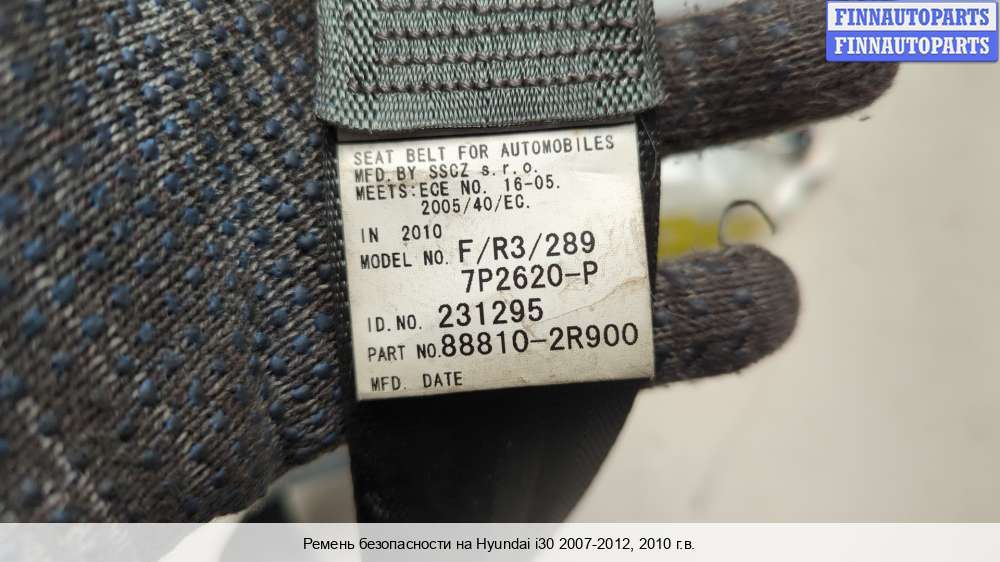 FINNAUTOPARTS
FINNAUTOPARTS
SEAT BELT FOR AUTOMOBILES
MFD. BY SSCZ s.r.o.
MEETS:ECE NO. 16-05.
2005/40/EC.
IN 2010
MODEL NO. F/R3/289
7P2620-P
ID.NO. 231295
PART NO.88810-2R900
MFD. DATE
Ремень безопасности на Hyundai i30 2007-2012, 2010 г.в.